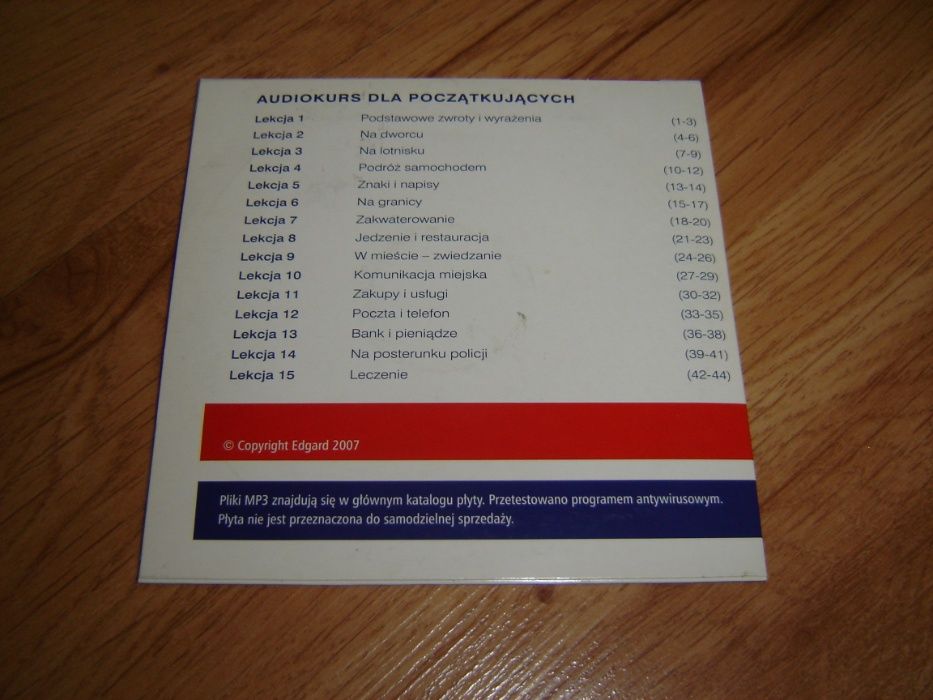 AUDIOKURS DLA POCZĄTKUJĄCYCH
Lekcja 1 Podstawowe zwroty i wyrażenia (1-3)
Lekcja 2 Na dworcu (4-6)
Lekcja 3 Na lotnisku (7-9)
Lekcja 4 Podróż samochodem (10-12)
Lekcja 5 Znaki i napisy (13-14)
Lekcja 6 Na granicy (15-17)
Lekcja 7 Zakwaterowanie (18-20)
Lekcja 8 Jedzenie i restauracja (21-23)
Lekcja 9 W mieście – zwiedzanie (24-26)
Lekcja 10 Komunikacja miejska (27-29)
Lekcja 11 Zakupy i usługi (30-32)
Lekcja 12 Poczta i telefon (33-35)
Lekcja 13 Bank i pieniądze (36-38)
Lekcja 14 Na posterunku policji (39-41)
Lekcja 15 Leczenie (42-44)
© Copyright Edgard 2007
Pliki MP3 znajdują się w głównym katalogu płyty. Przetestowano programem antywirusowym.
Płyta nie jest przeznaczona do samodzielnej sprzedaży.